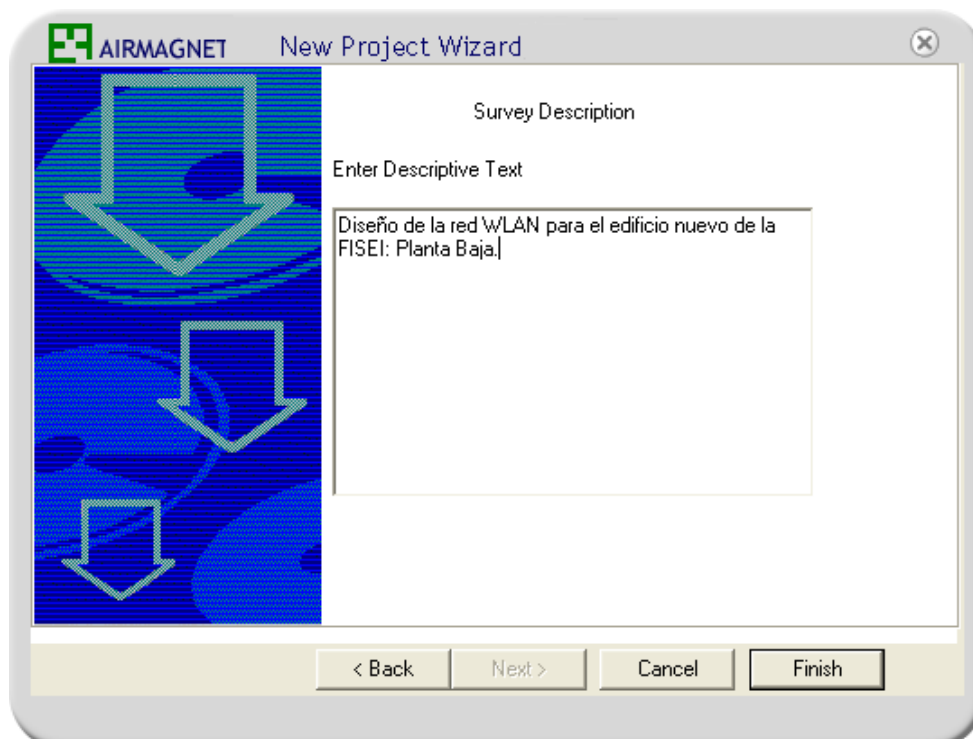 AIRMAGNET New Project Wizard
Survey Description
Enter Descriptive Text
Diseño de la red WLAN para el edificio nuevo de la
FISEI: Planta Baja.
< Back Next > Cancel Finish